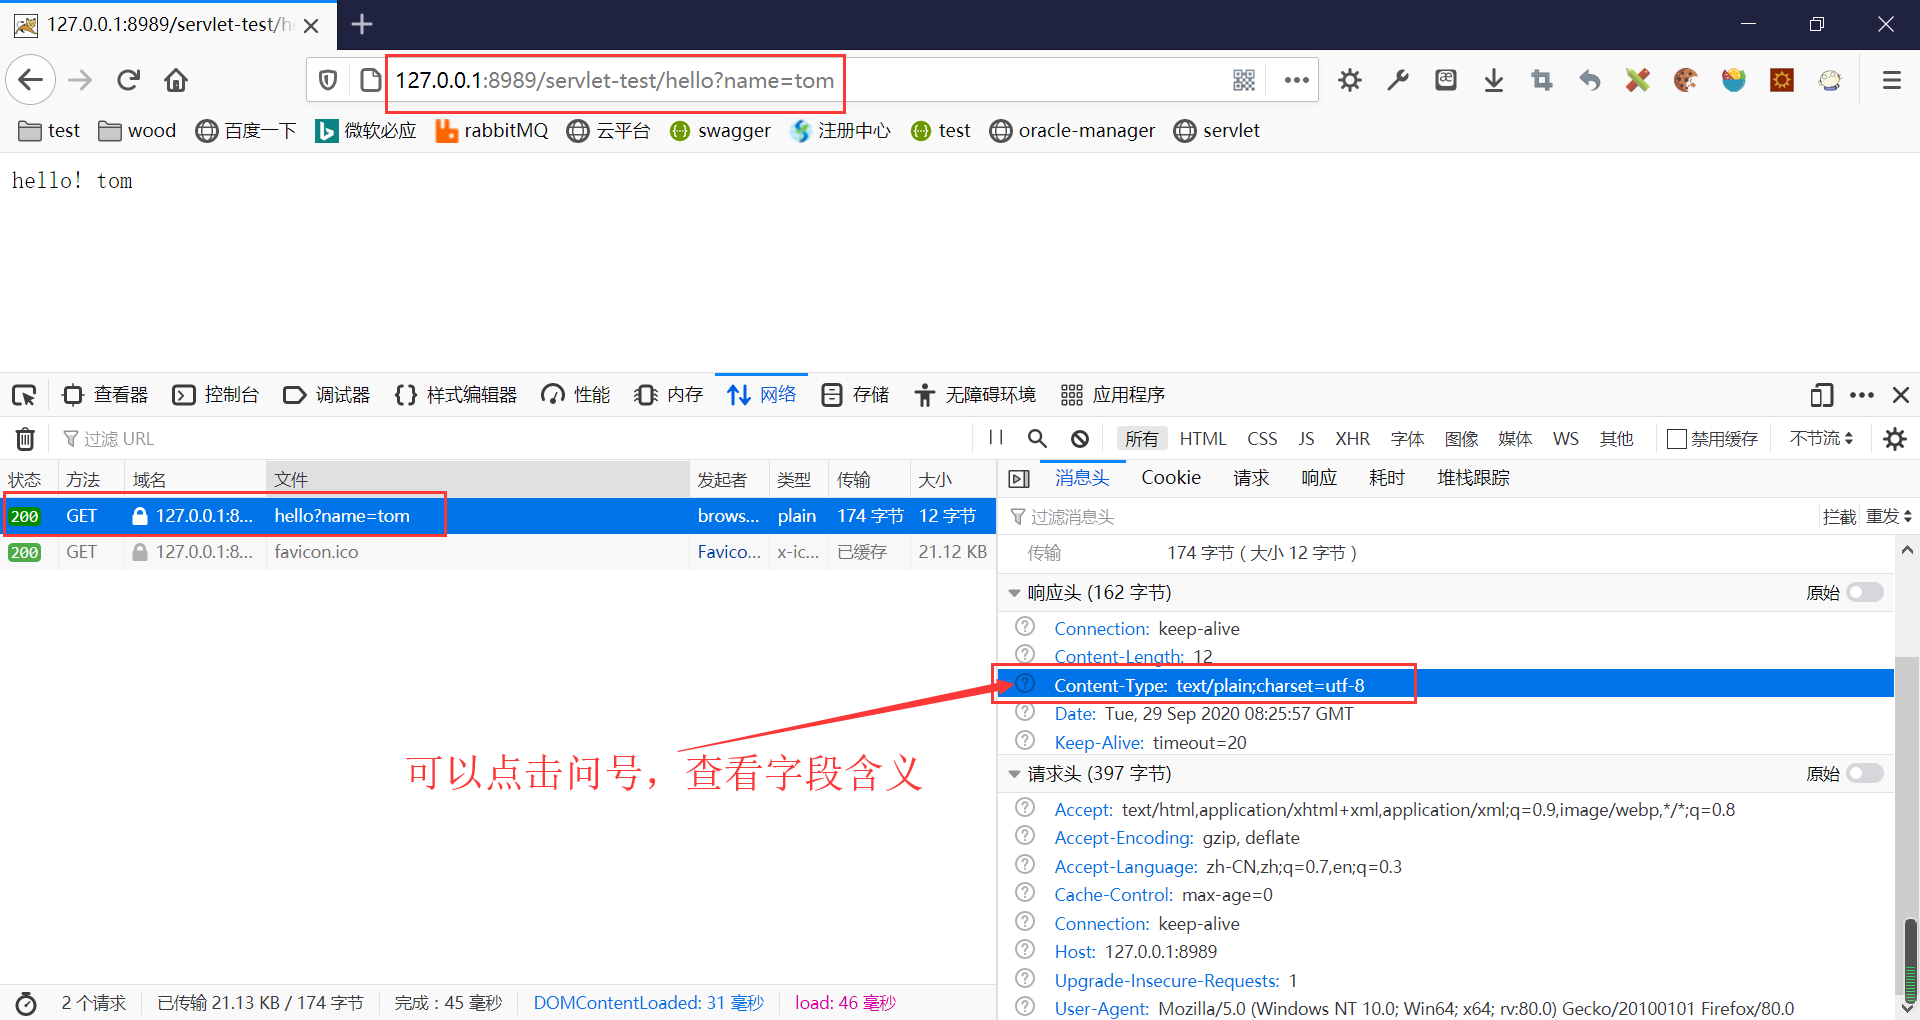 127.0.0.1:8989/servlet-test/h
127.0.0.1:8989/servlet-test/hello?name=tom
test wood 百度一下 微软必应 rabbitMQ 云平台 swagger 注册中心 test oracle-manager servlet
hello! tom
查看器 控制台 调试器 样式编辑器 性能 内存 网络 存储 无障碍环境 应用程序
过滤 URL
所有 HTML CSS JS XHR 字体 图像 媒体 WS 其他 禁用缓存 不节流
状态 方法 域名 文件 发起者 类型 传输 大小
200 GET 127.0.0.1:8... hello?name=tom brows... plain 174 字节 12 字节
200 GET 127.0.0.1:8... favicon.ico Favico... x-ic... 已缓存 21.12 KB
消息头 Cookie 请求 响应 耗时 堆栈跟踪
过滤消息头 拦截 重发
传输 174 字节 ( 大小 12 字节 )
响应头 (162 字节) 原始
Connection: keep-alive
Content-Length: 12
Content-Type: text/plain;charset=utf-8
Date: Tue, 29 Sep 2020 08:25:57 GMT
Keep-Alive: timeout=20
可以点击问号，查看字段含义
请求头 (397 字节) 原始
Accept: text/html,application/xhtml+xml,application/xml;q=0.9,image/webp,*/*;q=0.8
Accept-Encoding: gzip, deflate
Accept-Language: zh-CN,zh;q=0.7,en;q=0.3
Cache-Control: max-age=0
Connection: keep-alive
Host: 127.0.0.1:8989
Upgrade-Insecure-Requests: 1
User-Agent: Mozilla/5.0 (Windows NT 10.0; Win64; x64; rv:80.0) Gecko/20100101 Firefox/80.0
2 个请求 已传输 21.13 KB / 174 字节 完成 : 45 毫秒 DOMContentLoaded: 31 毫秒 load: 46 毫秒